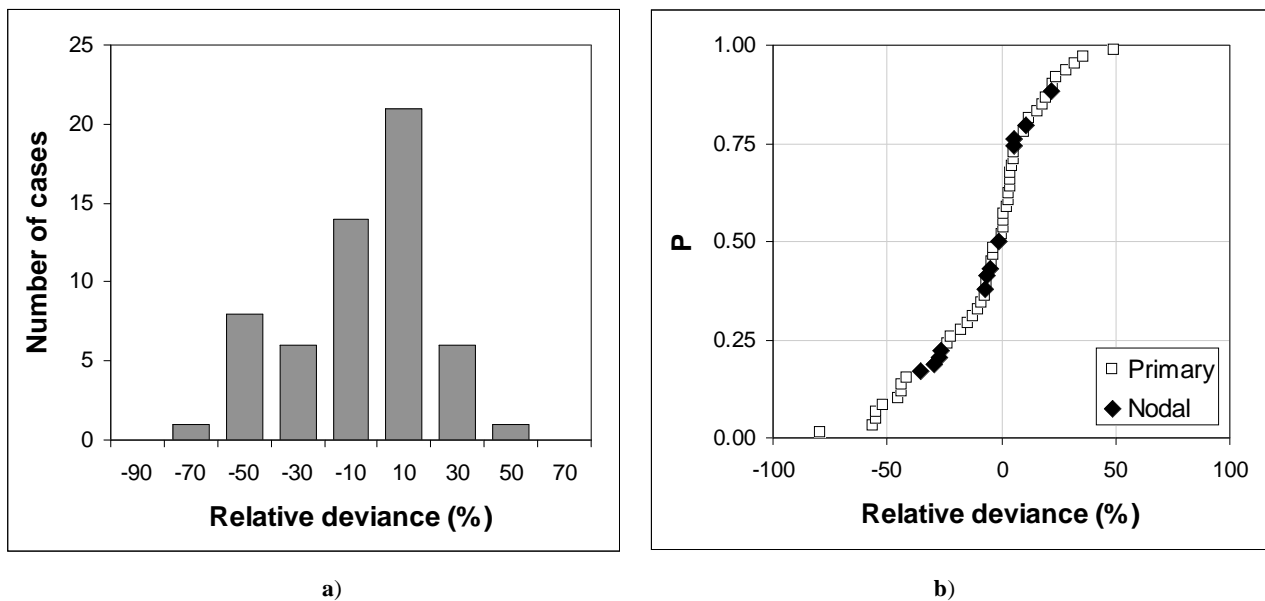 25
20
15
10
5
0
Number of cases
-90 -70 -50 -30 -10 10 30 50 70
Relative deviance (%)
a)
1.00
0.75
0.50
0.25
0.00
P
Primary
Nodal
-100 -50 0 50 100
Relative deviance (%)
b)